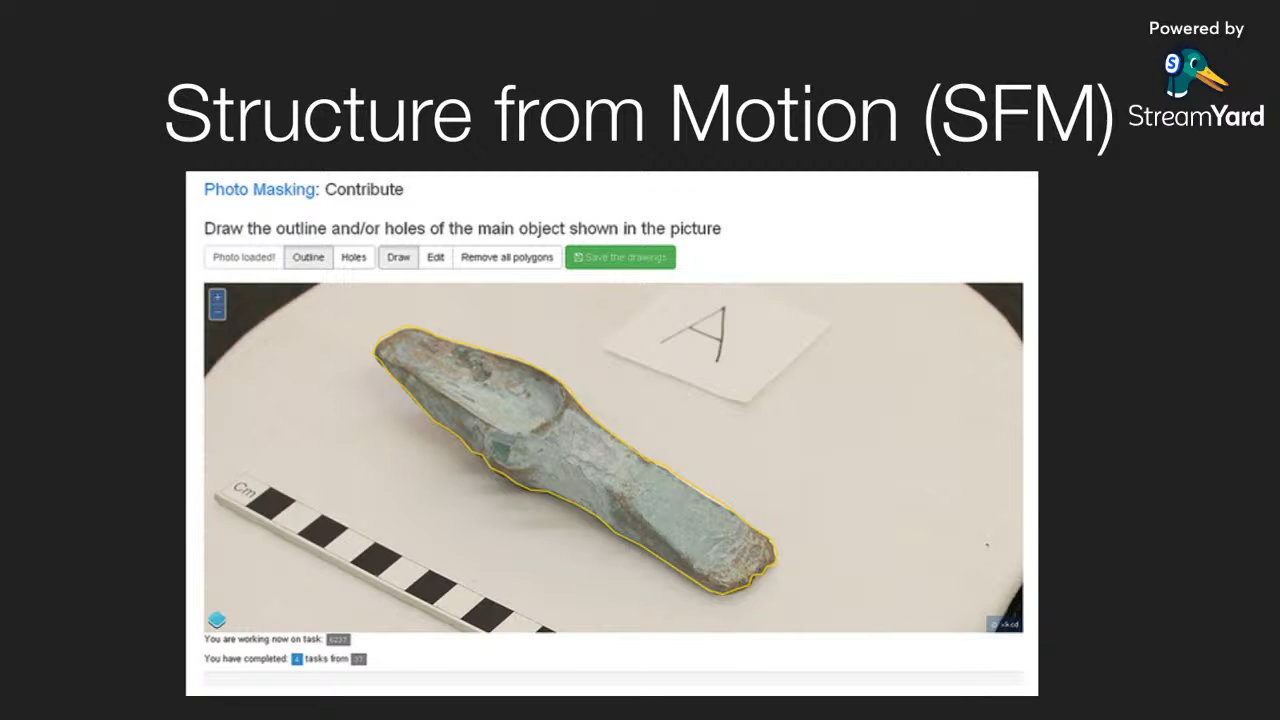 Powered by
StreamYard
Structure from Motion (SFM)
Photo Masking: Contribute
Draw the outline and/or holes of the main object shown in the picture
Photo loaded! Outline Holes Draw Edit Remove all polygons Save the drawings
A
Cm
You are working now on task: 6237
You have completed: 4 tasks from